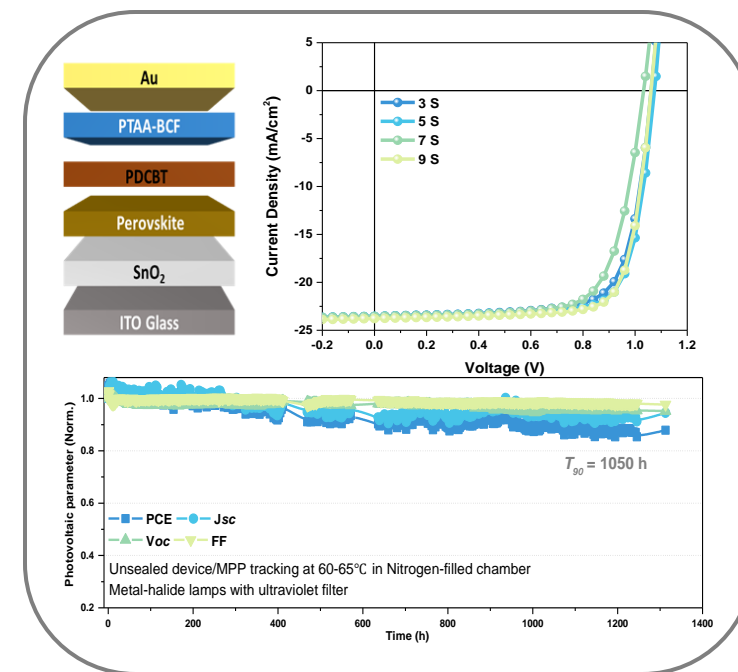 Au
PTAA-BCF
PDCBT
Perovskite
SnO₂
ITO Glass
Current Density (mA/cm²)
5
0
-5
-10
-15
-20
-25
3 S
5 S
7 S
9 S
-0.2 0.0 0.2 0.4 0.6 0.8 1.0 1.2
Voltage (V)
Photovoltaic parameter (Norm.)
1.0
0.8
0.6
0.4
0.2
T₉₀ = 1050 h
PCE Jsc
Voc FF
Unsealed device/MPP tracking at 60-65℃ in Nitrogen-filled chamber
Metal-halide lamps with ultraviolet filter
0 200 400 600 800 1000 1200 1400
Time (h)